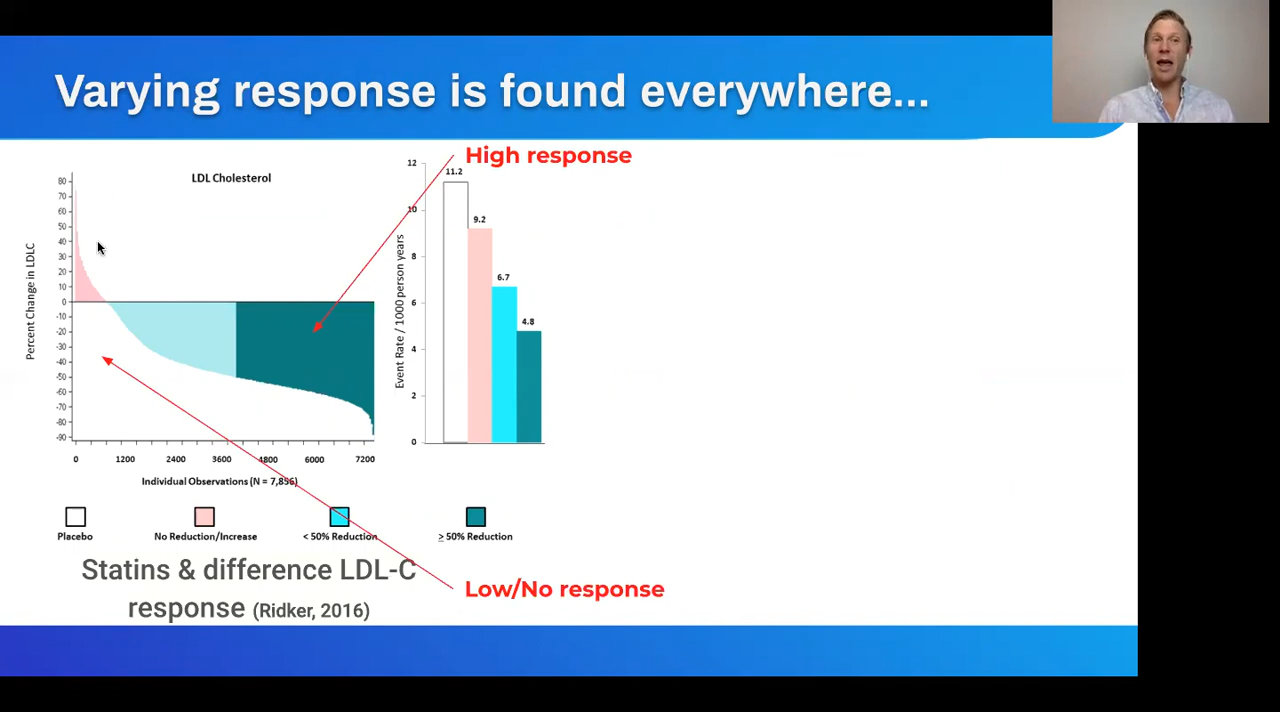 Varying response is found everywhere...
LDL Cholesterol
Percent Change in LDLC
80
70
60
50
40
30
20
10
0
-10
-20
-30
-40
-50
-60
-70
-80
-90
0 1200 2400 3600 4800 6000 7200
Individual Observations (N = 7,856)
High response
Event Rate / 1000 person years
12
10
8
6
4
2
0
11.2
9.2
6.7
4.8
Placebo
No Reduction/Increase
< 50% Reduction
≥ 50% Reduction
Statins & difference LDL-C
response (Ridker, 2016)
Low/No response